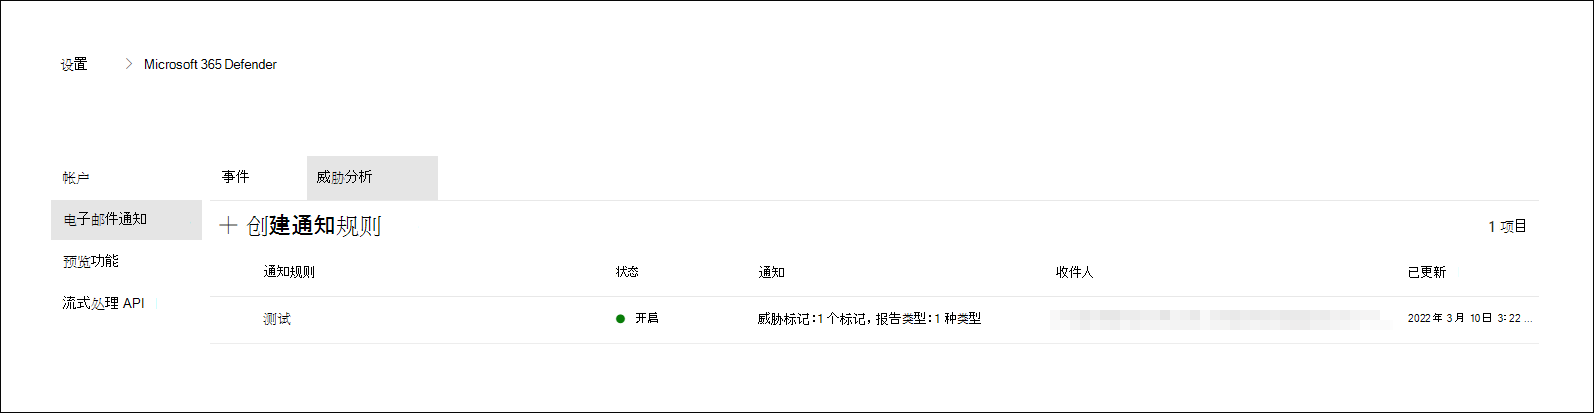 设置 > Microsoft 365 Defender
帐户
电子邮件通知
预览功能
流式处理 API
事件 威胁分析
+ 创建通知规则 1 项目
通知规则 状态 通知 收件人 已更新
测试 开启 威胁标记：1 个标记，报告类型：1 种类型 2022 年 3 月 10 日 3:22 ...